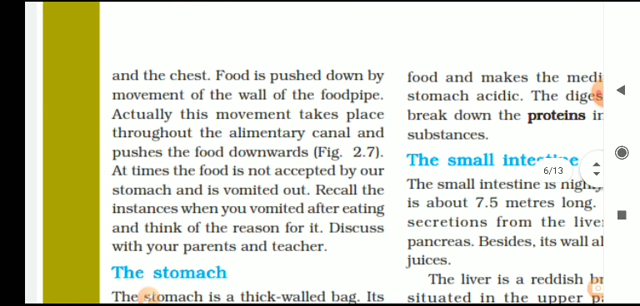 and the chest. Food is pushed down by
movement of the wall of the foodpipe.
Actually this movement takes place
throughout the alimentary canal and
pushes the food downwards (Fig. 2.7).
At times the food is not accepted by our
stomach and is vomited out. Recall the
instances when you vomited after eating
and think of the reason for it. Discuss
with your parents and teacher.
The stomach
The stomach is a thick-walled bag. Its
food and makes the medi
stomach acidic. The diges
break down the proteins in
substances.
The small
6/13
The small intestine is
is about 7.5 metres long.
secretions from the live
pancreas. Besides, its wall al
juices.
The liver is a reddish br
situated in the upper